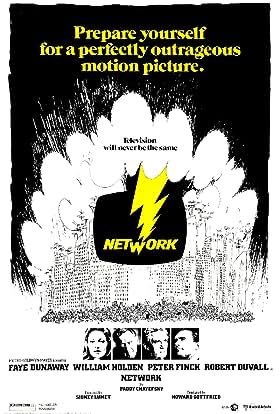 Prepare yourself
for a perfectly outrageous
motion picture.
Television
will never be the same
NETWORK
FAYE DUNAWAY WILLIAM HOLDEN PETER FINCH ROBERT DUVALL
NETWORK
PADDY CHAYEFSKY
SIDNEY LUMET
HOWARD GOTTFRIED